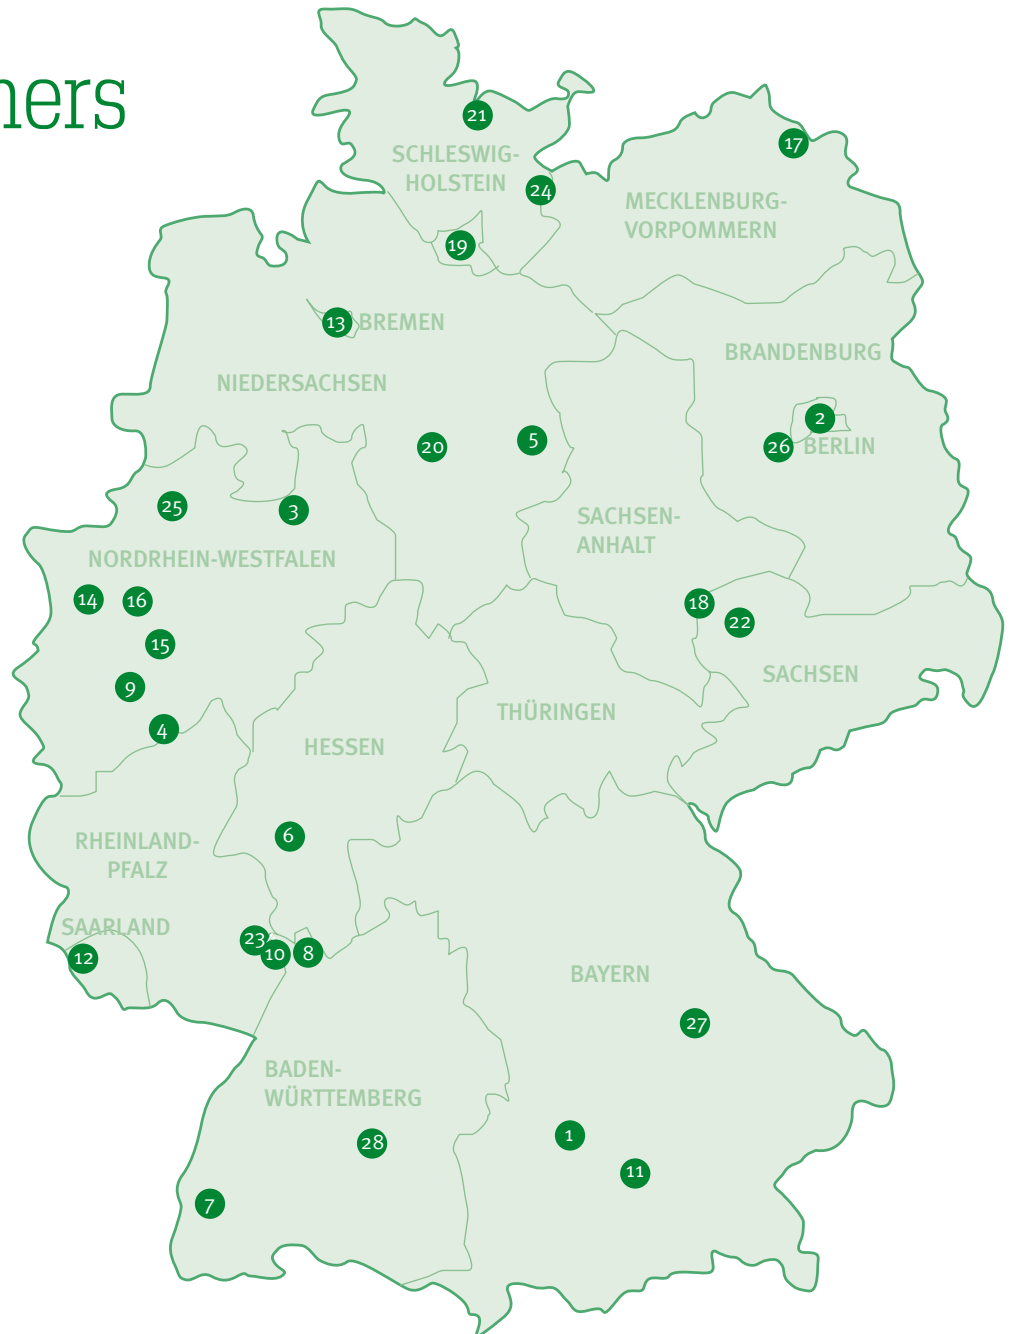 ners
21
17
SCHLESWIG-
HOLSTEIN
24
MECKLENBURG-
VORPOMMERN
19
13 BREMEN
BRANDENBURG
NIEDERSACHSEN
2
20
5
26 BERLIN
25
3
SACHSEN-
ANHALT
NORDRHEIN-WESTFALEN
14
16
18
22
15
SACHSEN
9
THÜRINGEN
4
HESSEN
6
RHEINLAND-
PFALZ
SAARLAND
23
10
8
12
BAYERN
27
BADEN-
WÜRTTEMBERG
1
28
11
7